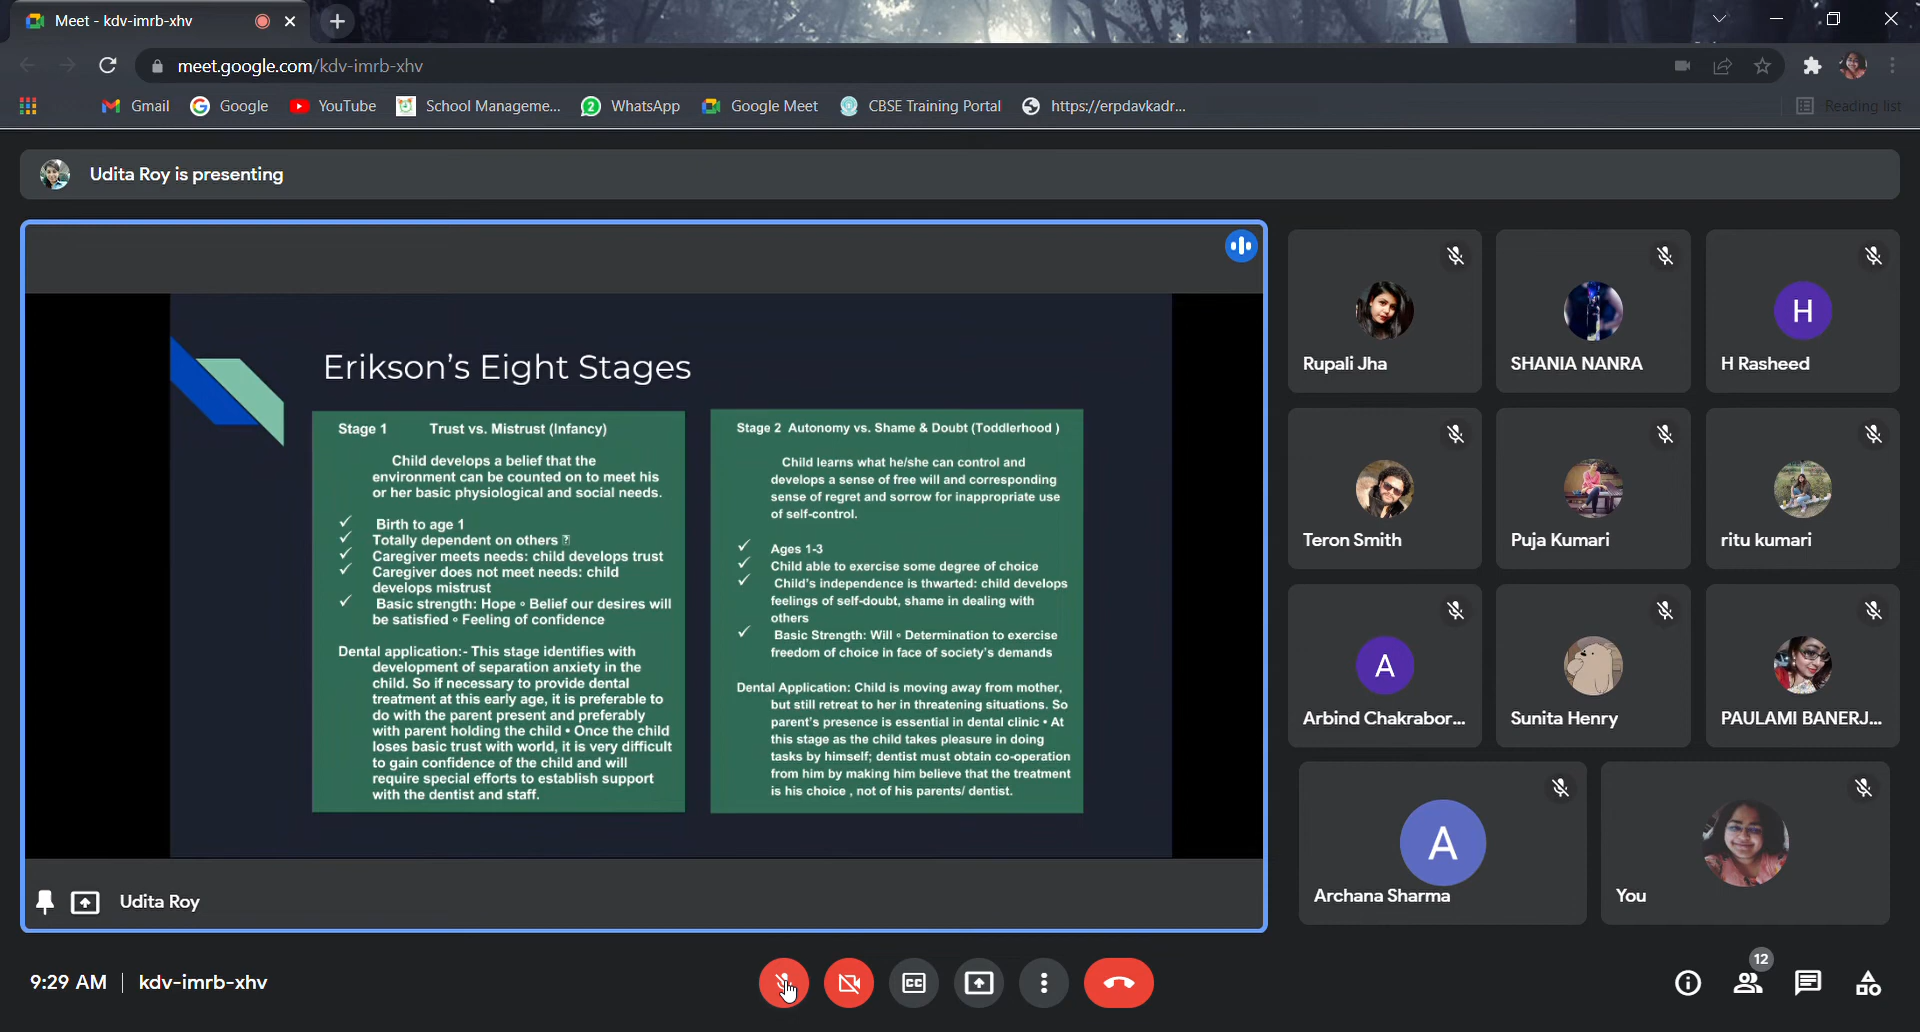 Meet - kdv-imrb-xhv
meet.google.com/kdv-imrb-xhv
Gmail
Google
YouTube
School Manageme...
2
WhatsApp
Google Meet
CBSE Training Portal
https://erpdavkadr...
Reading list
Udita Roy is presenting
Erikson's Eight Stages
Stage 1 Trust vs. Mistrust (Infancy)
Child develops a belief that the
environment can be counted on to meet his
or her basic physiological and social needs.
✓ Birth to age 1
✓ Totally dependent on others
✓ Caregiver meets needs: child develops trust
✓ Caregiver does not meet needs: child
develops mistrust
✓ Basic strength: Hope ◦ Belief our desires will
be satisfied ◦ Feeling of confidence
Dental application:- This stage identifies with
development of separation anxiety in the
child. So if necessary to provide dental
treatment at this early age, it is preferable to
do with the parent present and preferably
with parent holding the child • Once the child
loses basic trust with world, it is very difficult
to gain confidence of the child and will
require special efforts to establish support
with the dentist and staff.
Stage 2 Autonomy vs. Shame & Doubt (Toddlerhood )
Child learns what he/she can control and
develops a sense of free will and corresponding
sense of regret and sorrow for inappropriate use
of self-control.
✓ Ages 1-3
✓ Child able to exercise some degree of choice
✓ Child's independence is thwarted: child develops
feelings of self-doubt, shame in dealing with
others
✓ Basic Strength: Will ◦ Determination to exercise
freedom of choice in face of society's demands
Dental Application: Child is moving away from mother,
but still retreat to her in threatening situations. So
parent's presence is essential in dental clinic • At
this stage as the child takes pleasure in doing
tasks by himself; dentist must obtain co-operation
from him by making him believe that the treatment
is his choice , not of his parents/ dentist.
Udita Roy
Rupali Jha
SHANIA NANRA
H
H Rasheed
Teron Smith
Puja Kumari
ritu kumari
A
Arbind Chakrabor...
Sunita Henry
PAULAMI BANERJ...
A
Archana Sharma
You
9:29 AM | kdv-imrb-xhv
CC
12